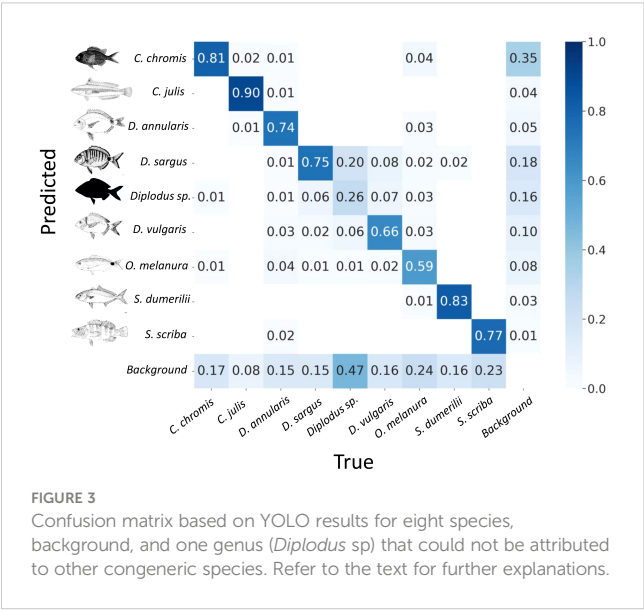 C. chromis 0.81 0.02 0.01 0.04 0.35 1.0
C. julis 0.90 0.01 0.04
D. annularis 0.01 0.74 0.03 0.05 0.8
D. sargus 0.01 0.75 0.20 0.08 0.02 0.02 0.18
Diplodus sp. 0.01 0.01 0.06 0.26 0.07 0.03 0.16 0.6
D. vulgaris 0.03 0.02 0.06 0.66 0.03 0.10 0.4
O. melanura 0.01 0.04 0.01 0.01 0.02 0.59 0.08
S. dumerilii 0.01 0.83 0.03 0.2
S. scriba 0.02 0.77 0.01
Background 0.17 0.08 0.15 0.15 0.47 0.16 0.24 0.16 0.23 0.0
Predicted
C. chromis C. julis D. annularis D. sargus Diplodus sp. D. vulgaris O. melanura S. dumerilii S. scriba Background
True
FIGURE 3
Confusion matrix based on YOLO results for eight species,
background, and one genus (Diplodus sp) that could not be attributed
to other congeneric species. Refer to the text for further explanations.